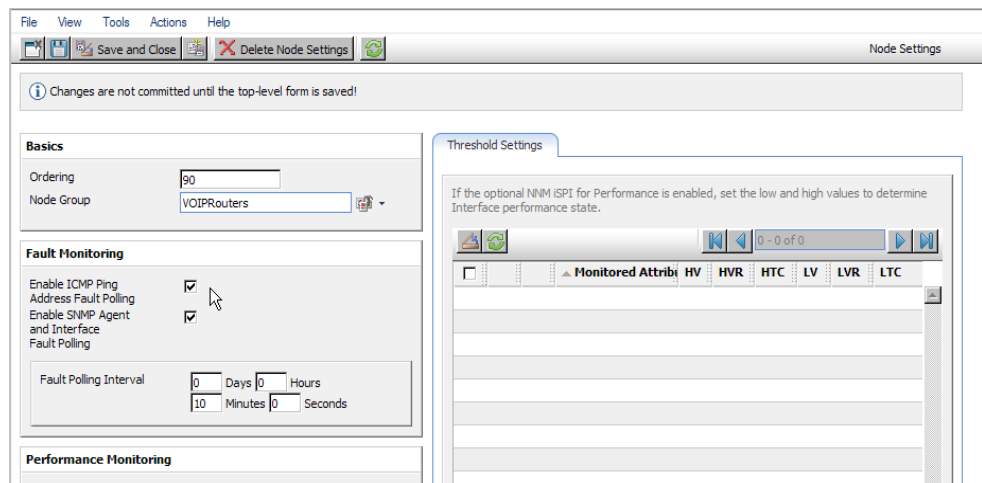 File View Tools Actions Help
Save and Close Delete Node Settings Node Settings
Changes are not committed until the top-level form is saved!
Basics
Ordering 90
Node Group VOIPRouters
Fault Monitoring
Enable ICMP Ping
Address Fault Polling
Enable SNMP Agent
and Interface
Fault Polling
Fault Polling Interval 0 Days 0 Hours
10 Minutes 0 Seconds
Performance Monitoring
Threshold Settings
If the optional NNM iSPI for Performance is enabled, set the low and high values to determine
Interface performance state.
0 - 0 of 0
Monitored Attribu HV HVR HTC LV LVR LTC